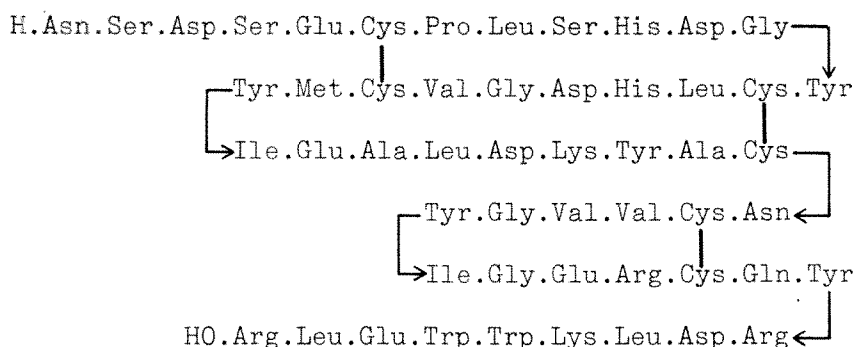 H.Asn.Ser.Asp.Ser.Glu.Cys.Pro.Leu.Ser.His.Asp.Gly
Tyr.Met.Cys.Val.Gly.Asp.His.Leu.Cys.Tyr
Ile.Glu.Ala.Leu.Asp.Lys.Tyr.Ala.Cys
Tyr.Gly.Val.Val.Cys.Asn
Ile.Gly.Glu.Arg.Cys.Gln.Tyr
HO.Arg.Leu.Glu.Trp.Trp.Lys.Leu.Asp.Arg